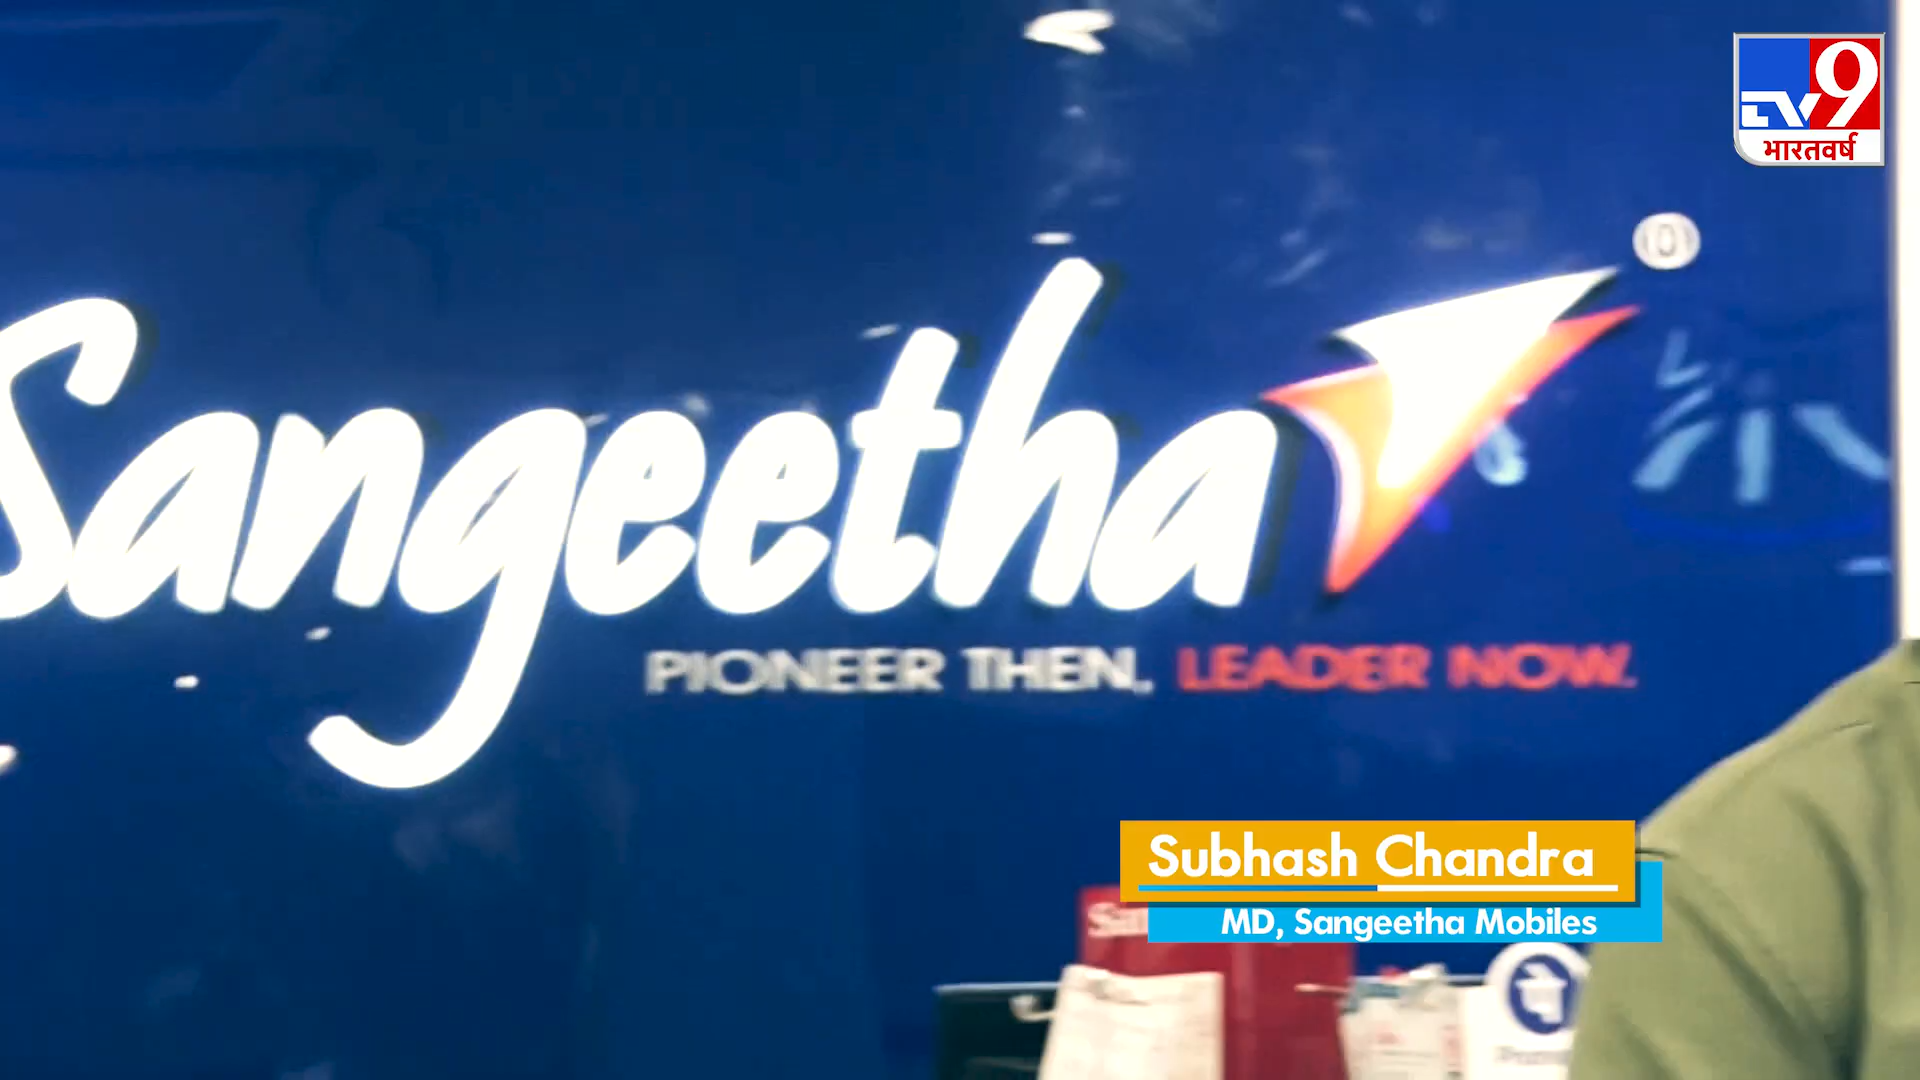 TV9
भारतवर्ष
Sangeetha
PIONEER THEN, LEADER NOW.
Subhash Chandra
MD, Sangeetha Mobiles